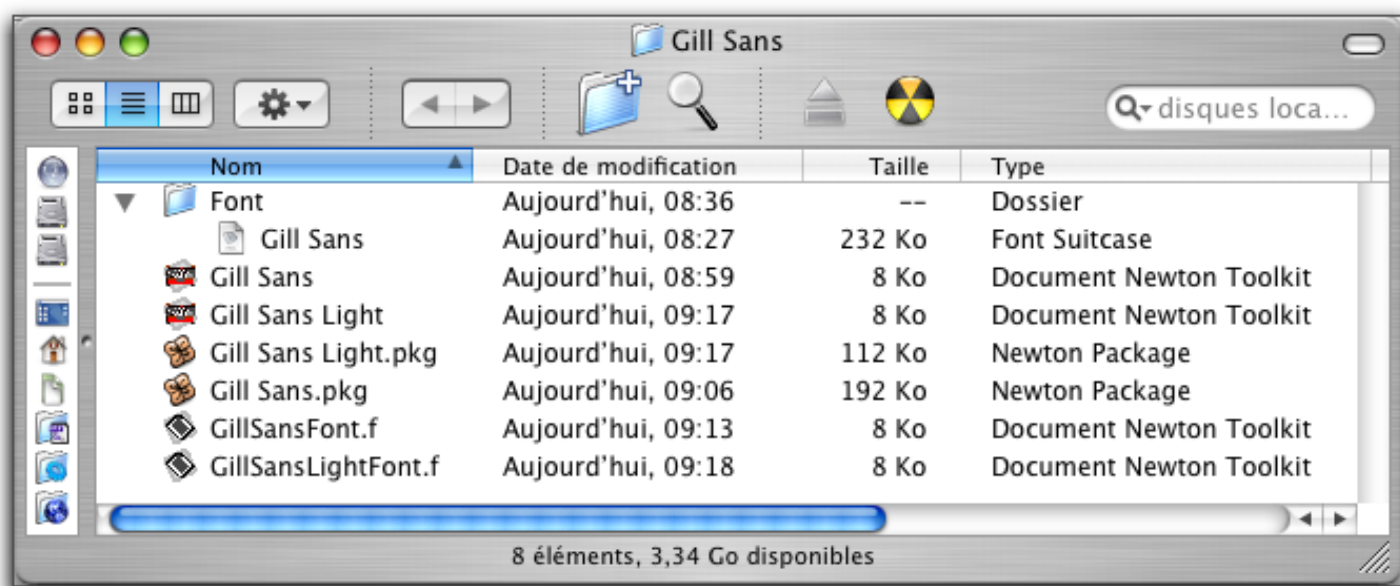 Gill Sans
disques loca...
Nom Date de modification Taille Type
Font Aujourd'hui, 08:36 -- Dossier
Gill Sans Aujourd'hui, 08:27 232 Ko Font Suitcase
Gill Sans Aujourd'hui, 08:59 8 Ko Document Newton Toolkit
Gill Sans Light Aujourd'hui, 09:17 8 Ko Document Newton Toolkit
Gill Sans Light.pkg Aujourd'hui, 09:17 112 Ko Newton Package
Gill Sans.pkg Aujourd'hui, 09:06 192 Ko Newton Package
GillSansFont.f Aujourd'hui, 09:13 8 Ko Document Newton Toolkit
GillSansLightFont.f Aujourd'hui, 09:18 8 Ko Document Newton Toolkit
8 éléments, 3,34 Go disponibles